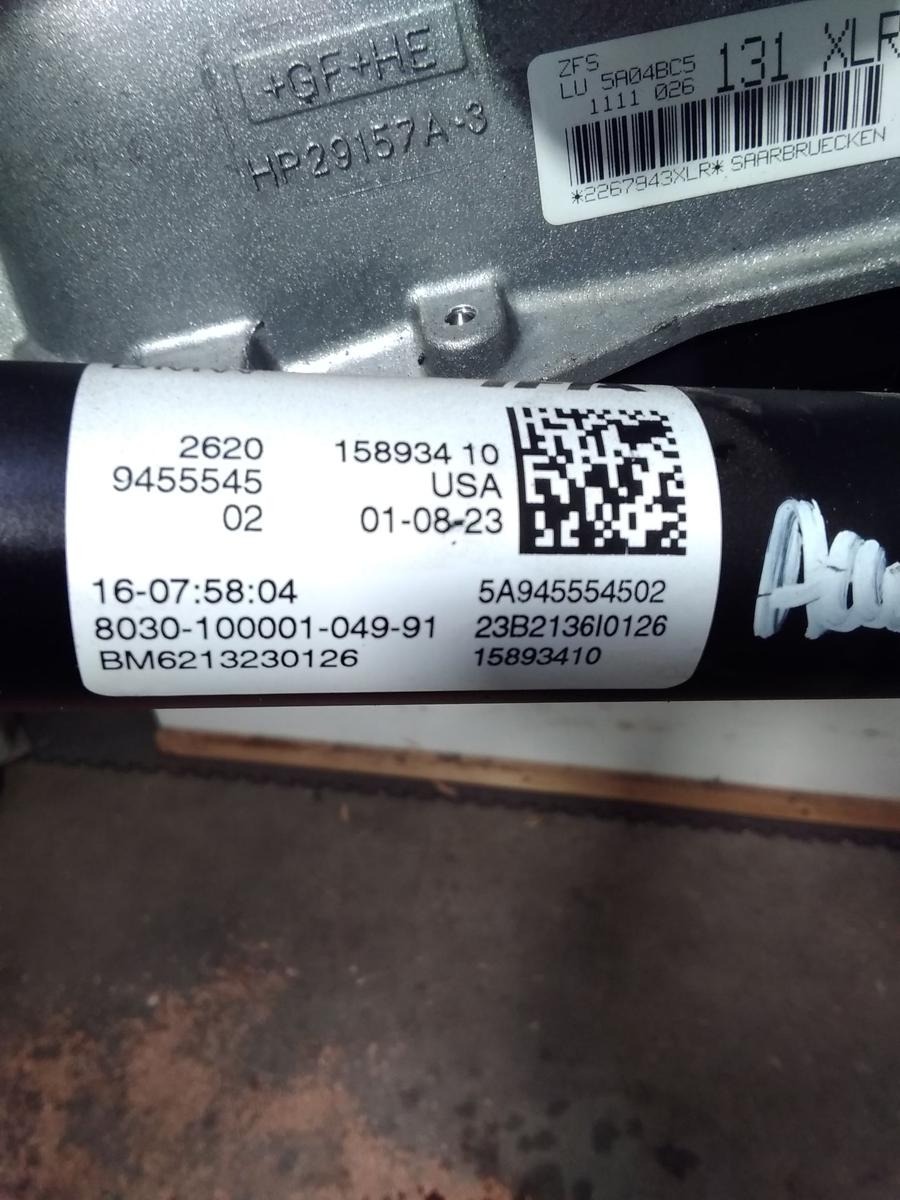 +GF+HE
HP29157A-3
ZFS
LU 5A04BC5
1111 026
131 XLR
*2267943XLR* SAARBRUECKEN
2620
9455545
02
158934 10
USA
01-08-23
16-07:58:04
8030-100001-049-91
BM6213230126
5A945554502
23B2136I0126
15893410